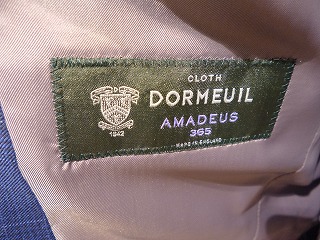 CLOTH
DORMEUIL
AMADEUS
365
MADE IN ENGLAND
1842